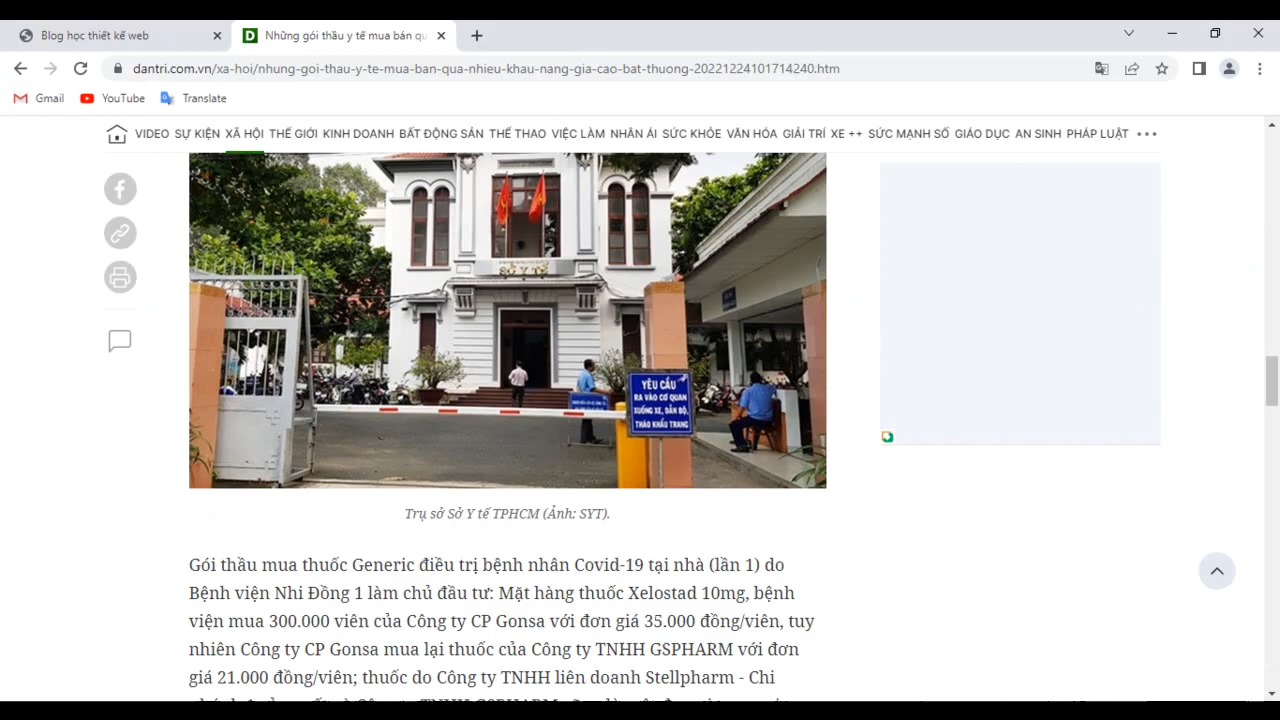 Blog học thiết kế web
Những gói thầu y tế mua bán qu
dantri.com.vn/xa-hoi/nhung-goi-thau-y-te-mua-ban-qua-nhieu-khau-nang-gia-cao-bat-thuong-20221224101714240.htm
Gmail YouTube Translate
VIDEO SỰ KIỆN XÃ HỘI THẾ GIỚI KINH DOANH BẤT ĐỘNG SẢN THỂ THAO VIỆC LÀM NHÂN ÁI SỨC KHỎE VĂN HÓA GIẢI TRÍ XE ++ SỨC MẠNH SỐ GIÁO DỤC AN SINH PHÁP LUẬT
SỞ Y TẾ
YÊU CẦU
RA VÀO CƠ QUAN
XUỐNG XE, DẪN BỘ,
THÁO KHẨU TRANG
Trụ sở Sở Y tế TPHCM (Ảnh: SYT).
Gói thầu mua thuốc Generic điều trị bệnh nhân Covid-19 tại nhà (lần 1) do
Bệnh viện Nhi Đồng 1 làm chủ đầu tư: Mặt hàng thuốc Xelostad 10mg, bệnh
viện mua 300.000 viên của Công ty CP Gonsa với đơn giá 35.000 đồng/viên, tuy
nhiên Công ty CP Gonsa mua lại thuốc của Công ty TNHH GSPHARM với đơn
giá 21.000 đồng/viên; thuốc do Công ty TNHH liên doanh Stellpharm - Chi